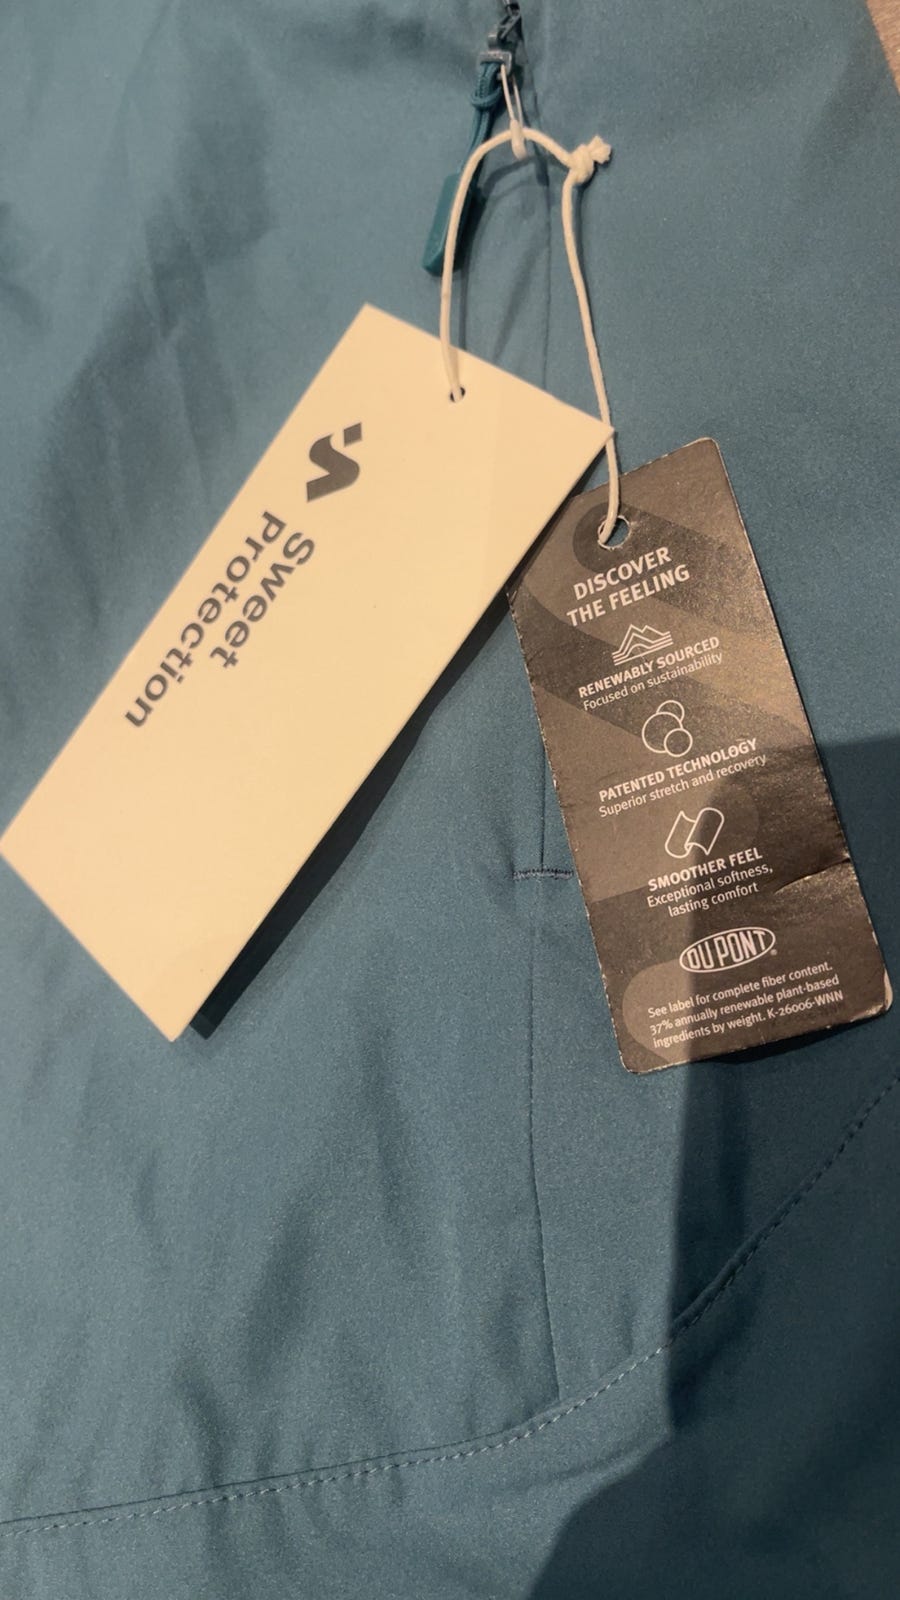 Sweet
Protection
DISCOVER
THE FEELING
RENEWABLY SOURCED
Focused on sustainability
PATENTED TECHNOLOGY
Superior stretch and recovery
SMOOTHER FEEL
Exceptional softness,
lasting comfort
DU PONT®
See label for complete fiber content.
37% annually renewable plant-based
ingredients by weight. K-26006-WNN